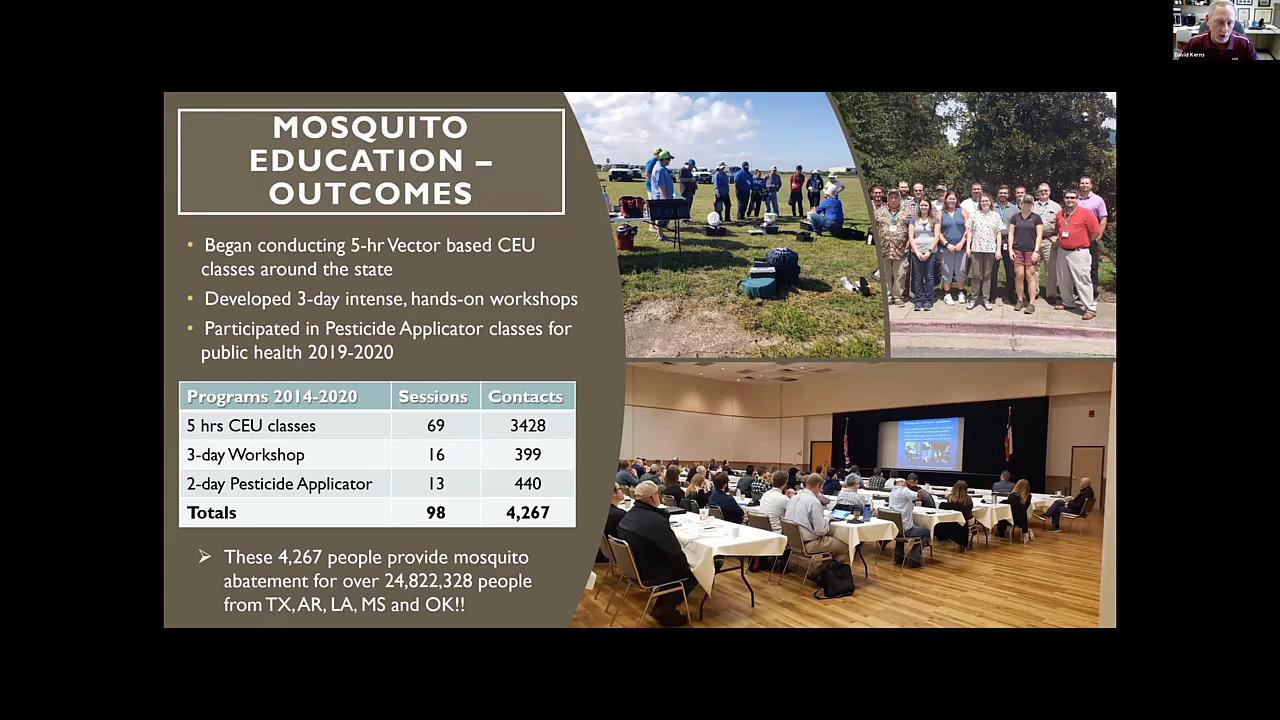 David Kerns
MOSQUITO
EDUCATION –
OUTCOMES
• Began conducting 5-hr Vector based CEU
classes around the state
• Developed 3-day intense, hands-on workshops
• Participated in Pesticide Applicator classes for
public health 2019-2020
Programs 2014-2020 Sessions Contacts
5 hrs CEU classes 69 3428
3-day Workshop 16 399
2-day Pesticide Applicator 13 440
Totals 98 4,267
➢ These 4,267 people provide mosquito
abatement for over 24,822,328 people
from TX, AR, LA, MS and OK!!